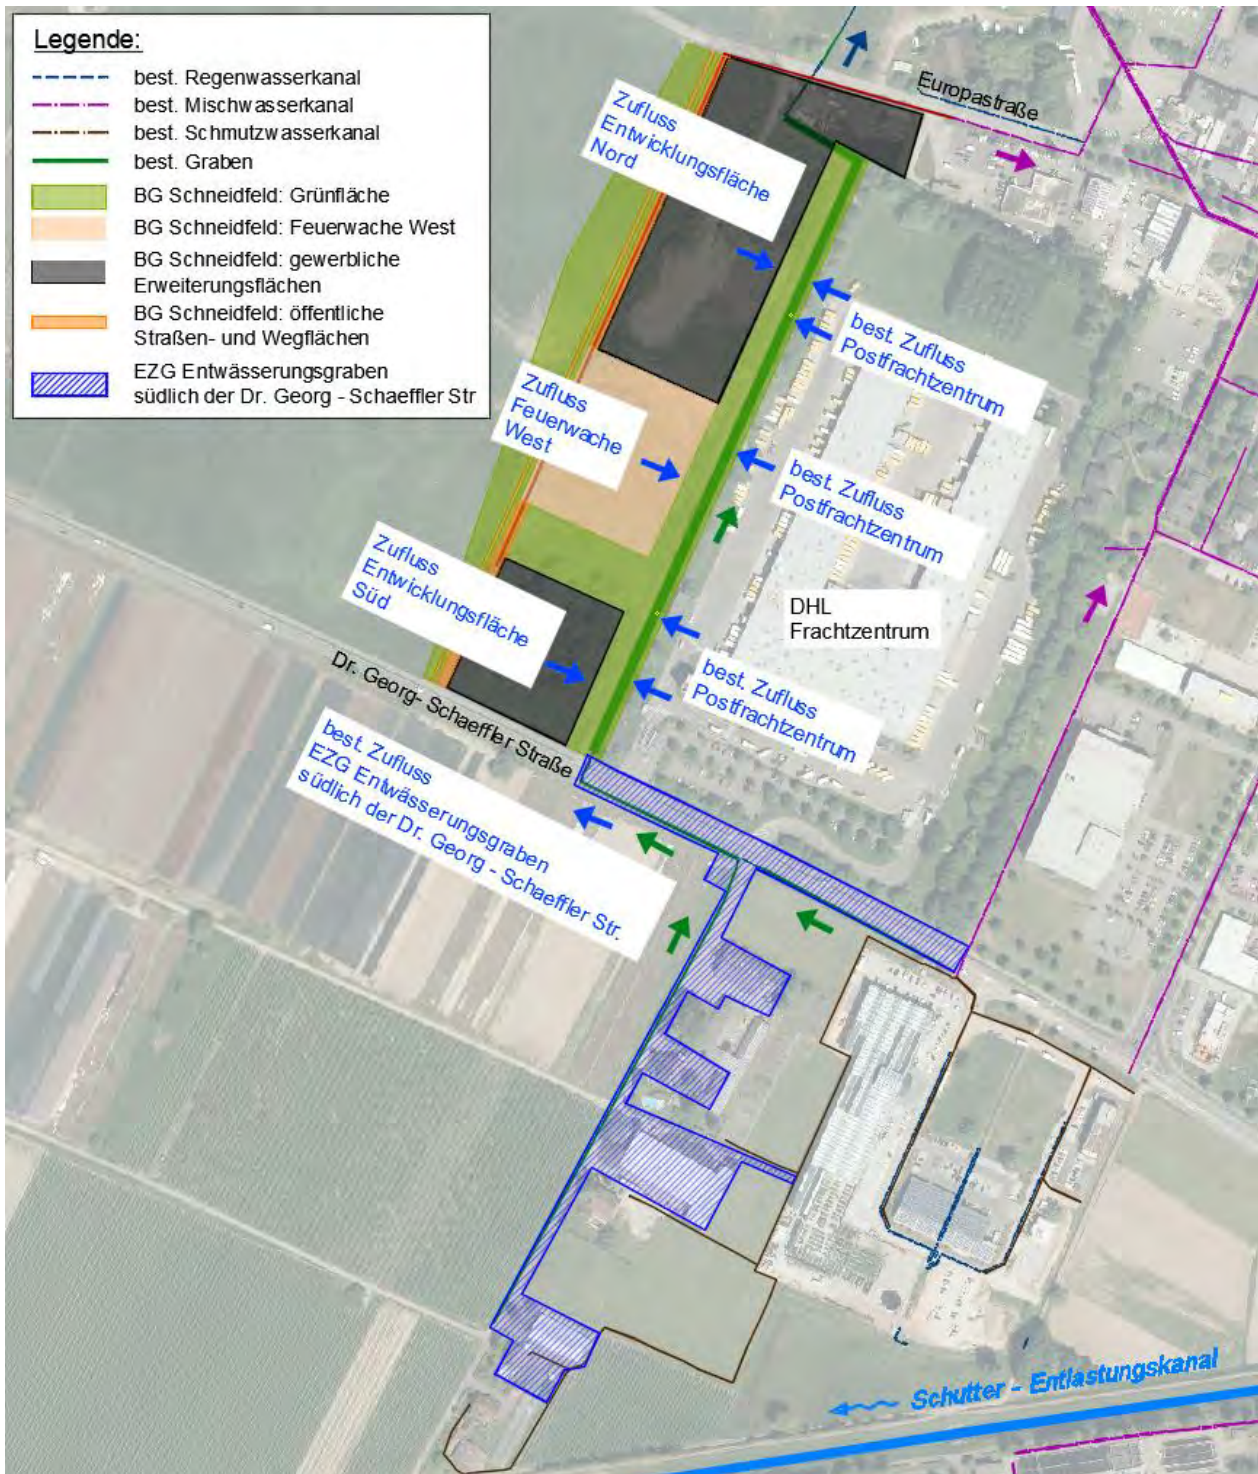 Legende:
best. Regenwasserkanal
best. Mischwasserkanal
best. Schmutzwasserkanal
best. Graben
BG Schneidfeld: Grünfläche
BG Schneidfeld: Feuerwache West
BG Schneidfeld: gewerbliche
Erweiterungsflächen
BG Schneidfeld: öffentliche
Straßen- und Wegflächen
EZG Entwässerungsgraben
südlich der Dr. Georg - Schaeffler Str
Europastraße
Zufluss
Entwicklungsfläche
Nord
best. Zufluss
Postfrachtzentrum
Zufluss
Feuerwache
West
best. Zufluss
Postfrachtzentrum
Zufluss
Entwicklungsfläche
Süd
DHL
Frachtzentrum
best. Zufluss
Postfrachtzentrum
Dr. Georg- Schaeffler Straße
best. Zufluss
EZG Entwässerungsgraben
südlich der Dr. Georg - Schaeffler Str.
Schutter - Entlastungskanal